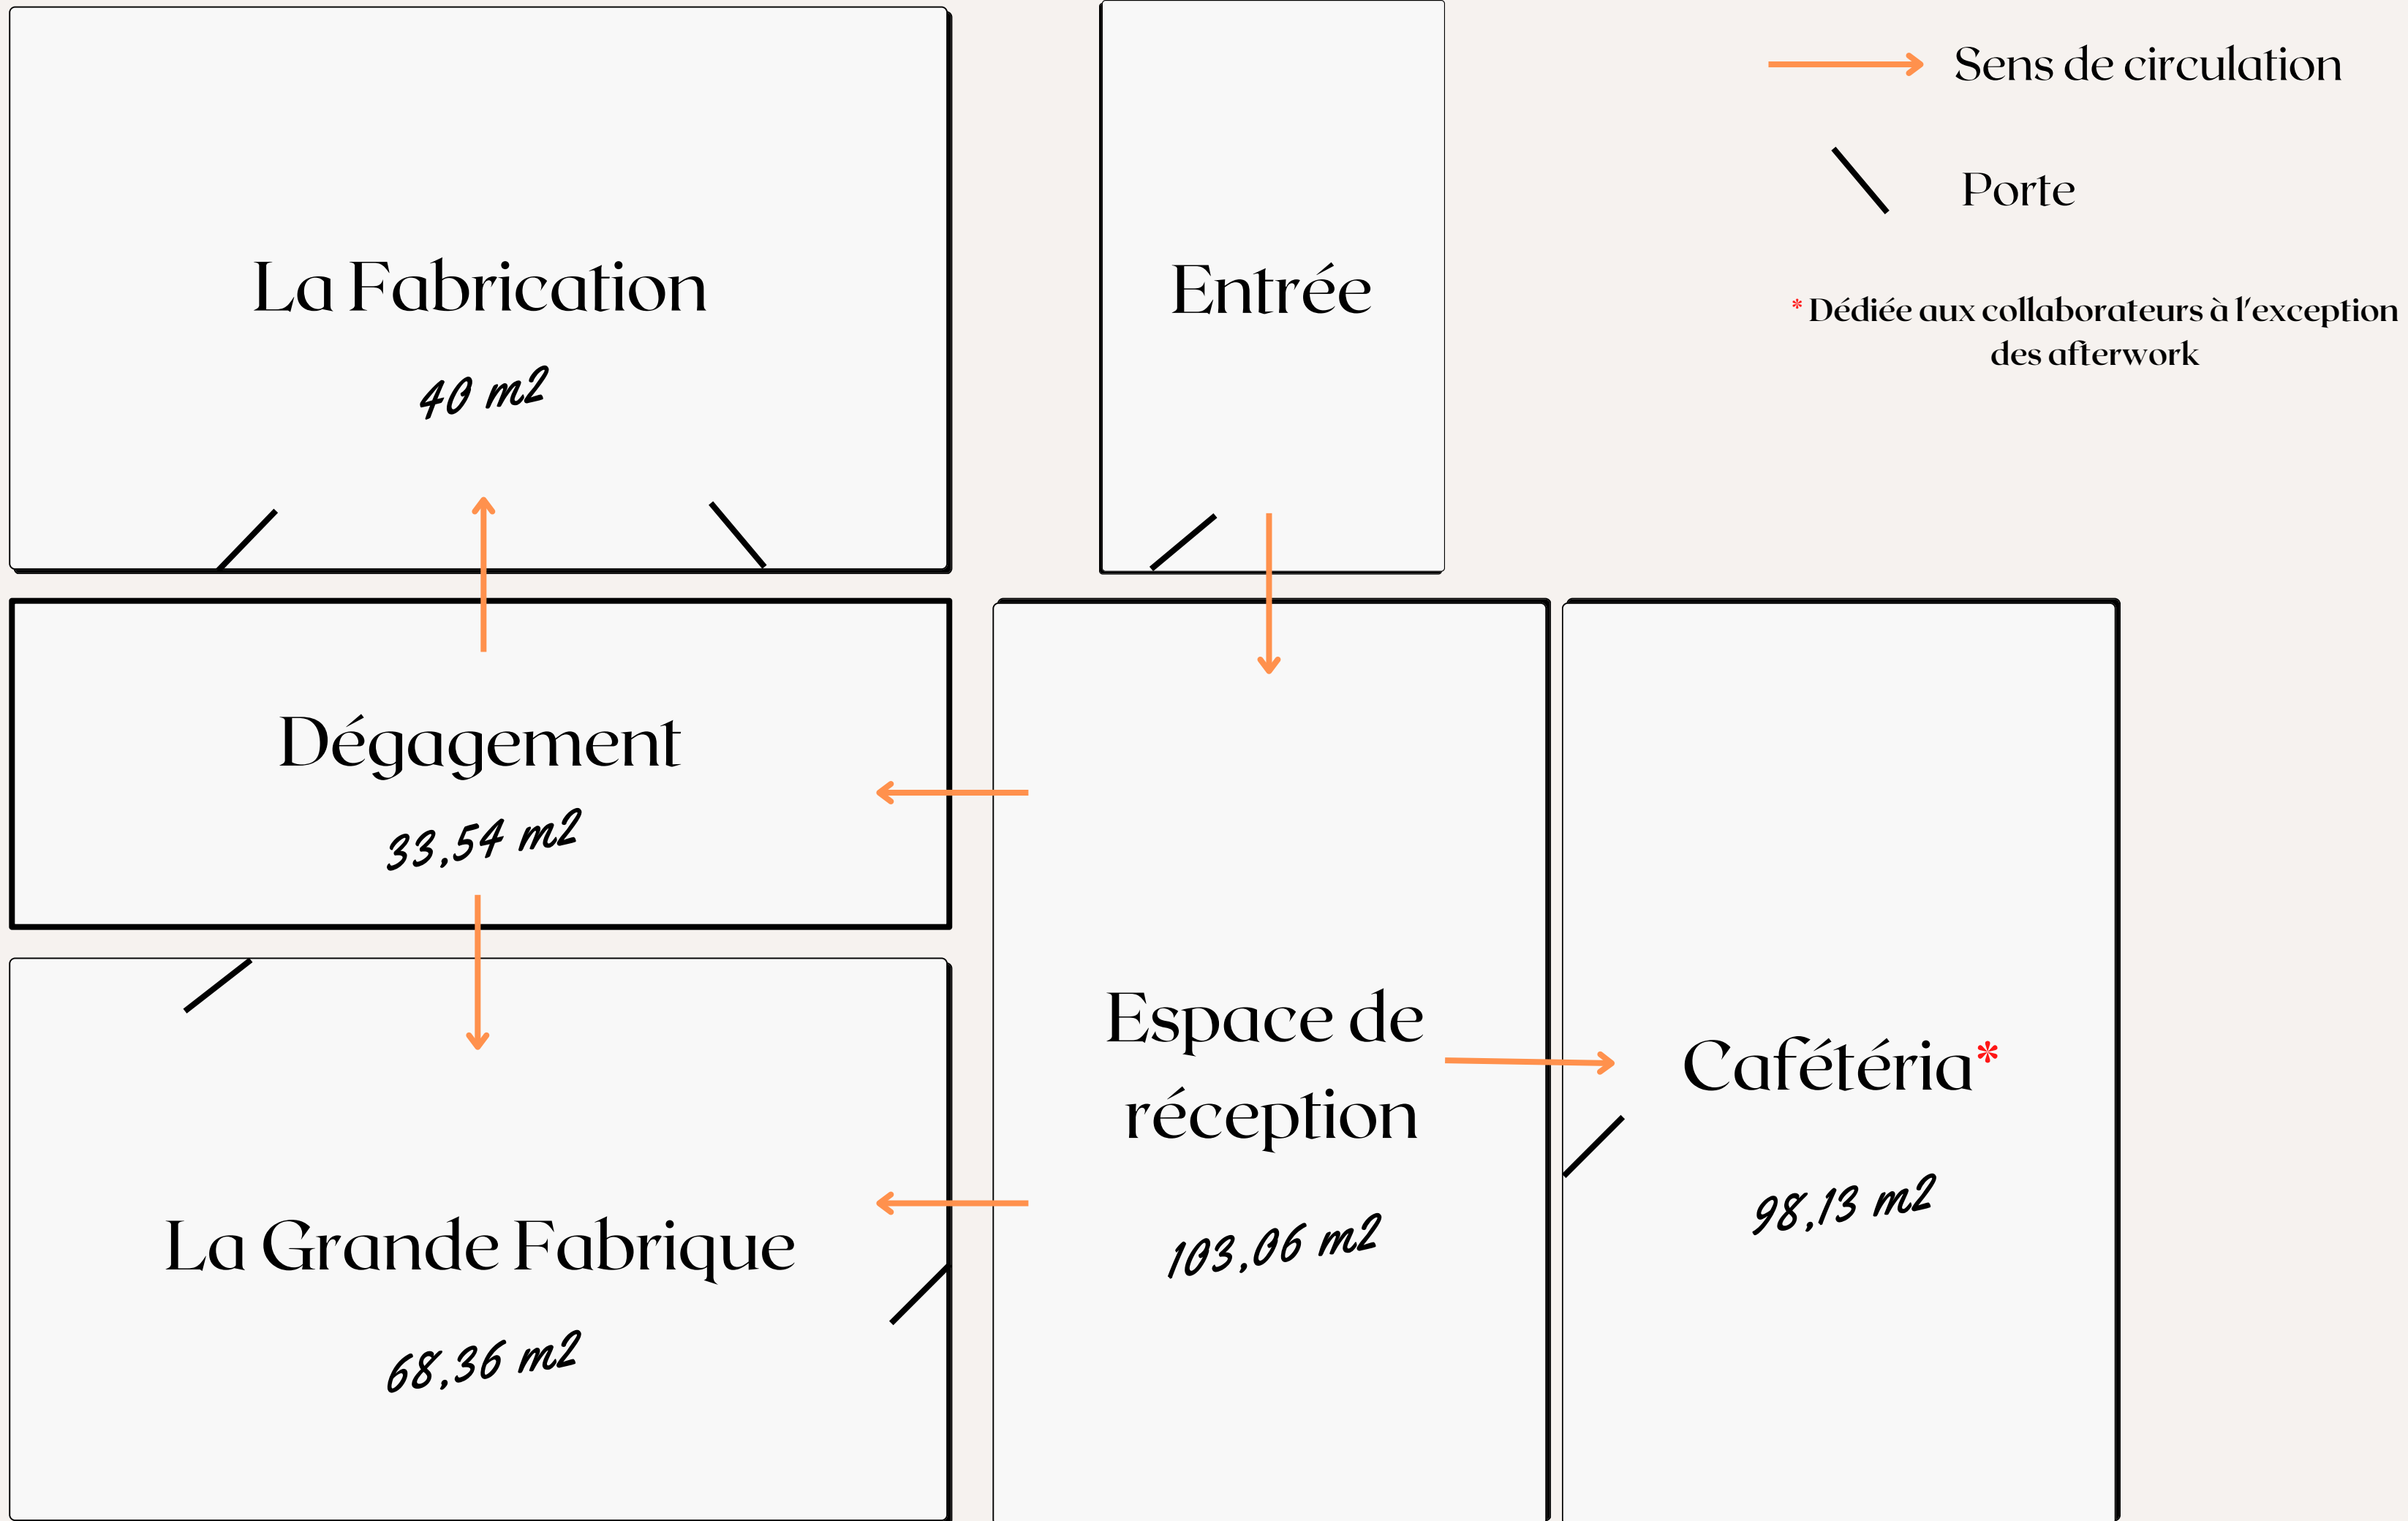 La Fabrication
40 m2
Entrée
Sens de circulation
Porte
* Dédiée aux collaborateurs à l'exception
des afterwork
Dégagement
33,54 m2
La Grande Fabrique
68,36 m2
Espace de
réception
103,06 m2
Cafétéria*
98,13 m2